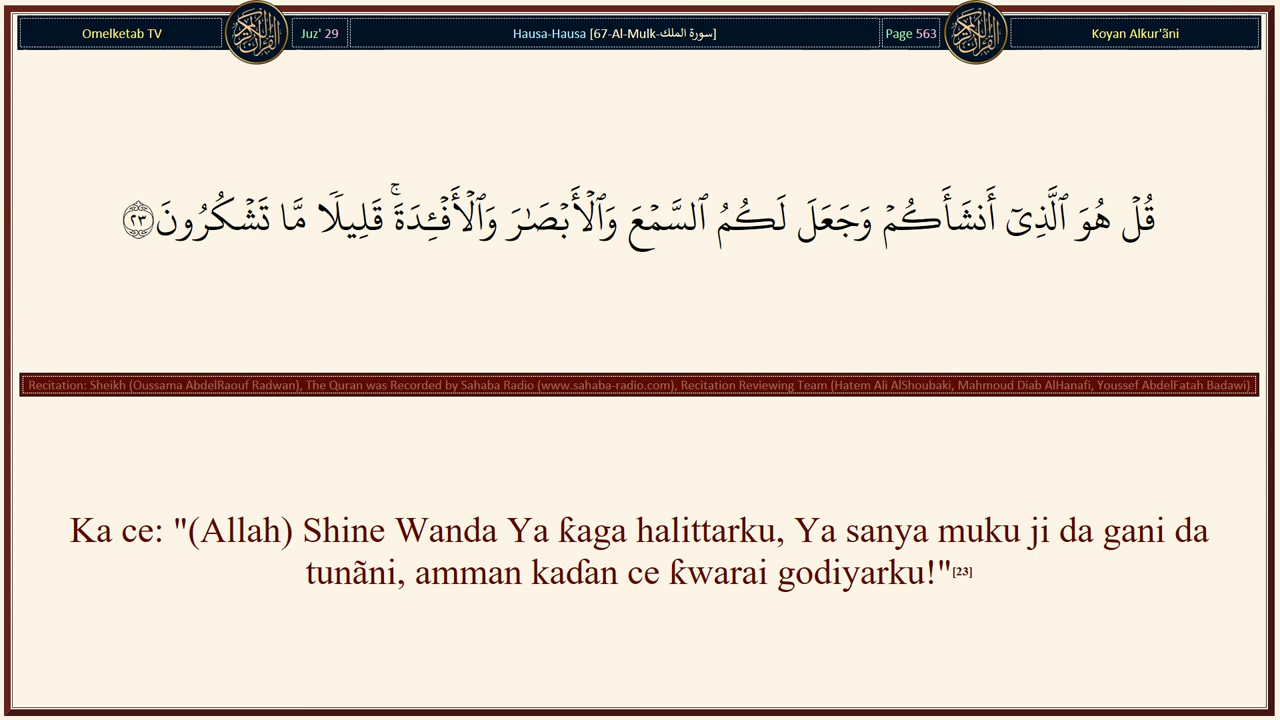 Omelketab TV
Juz' 29
Hausa-Hausa [67-Al-Mulk-سورة الملك]
Page 563
Koyan Alƙur'ãni
قُلۡ هُوَ ٱلَّذِيٓ أَنشَأَكُمۡ وَجَعَلَ لَكُمُ ٱلسَّمۡعَ وَٱلۡأَبۡصَٰرَ وَٱلۡأَفۡـِٔدَةَۚ قَلِيلٗا مَّا تَشۡكُرُونَ ٢٣
Recitation: Sheikh (Oussama AbdelRaouf Radwan), The Quran was Recorded by Sahaba Radio (www.sahaba-radio.com), Recitation Reviewing Team (Hatem Ali AlShoubaki, Mahmoud Diab AlHanafi, Youssef AbdelFatah Badawi)
Ka ce: "(Allah) Shine Wanda Ya ƙaga halittarku, Ya sanya muku ji da gani da
tunãni, amman kaɗan ce ƙwarai godiyarku!"[23]